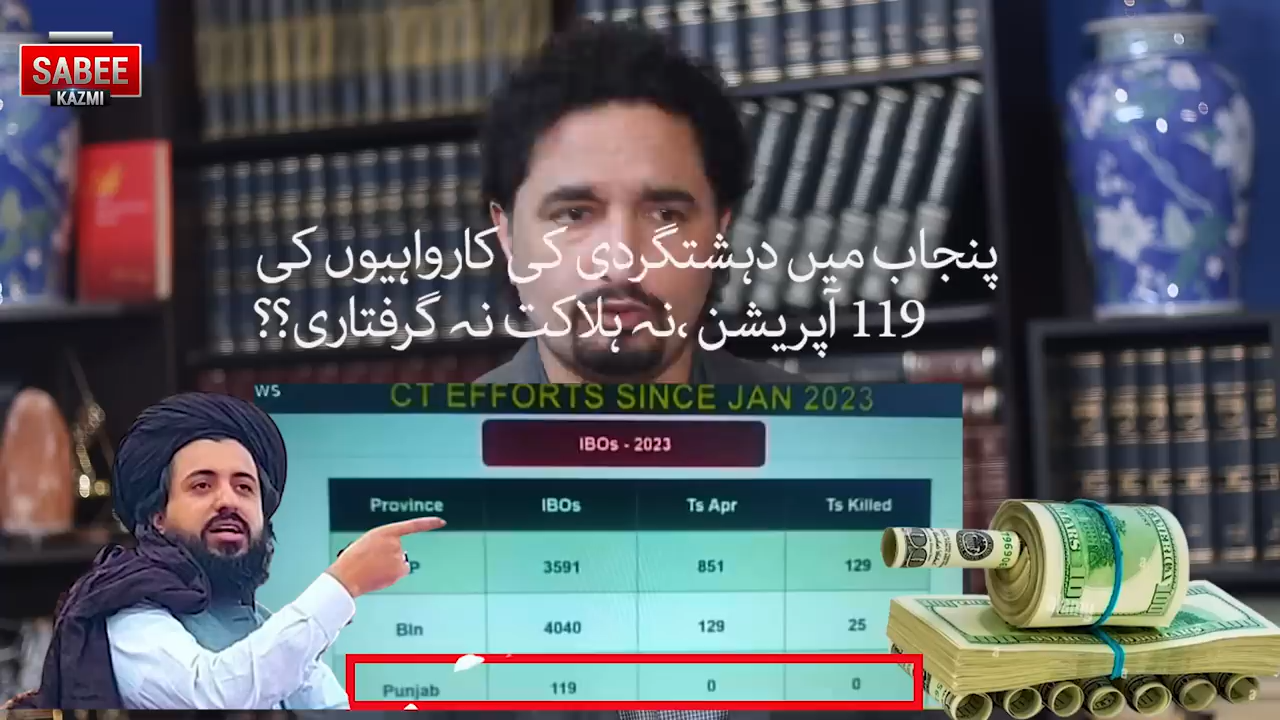 SABEE
KAZMI
پنجاب میں دہشتگردی کی کارواہیوں کی
119 آپریشن ،نہ ہلاکت نہ گرفتاری؟؟
WS
CT EFFORTS SINCE JAN 2023
IBOs - 2023
Province IBOs Ts Apr Ts Killed
P 3591 851 129
Bln 4040 129 25
Punjab 119 0 0